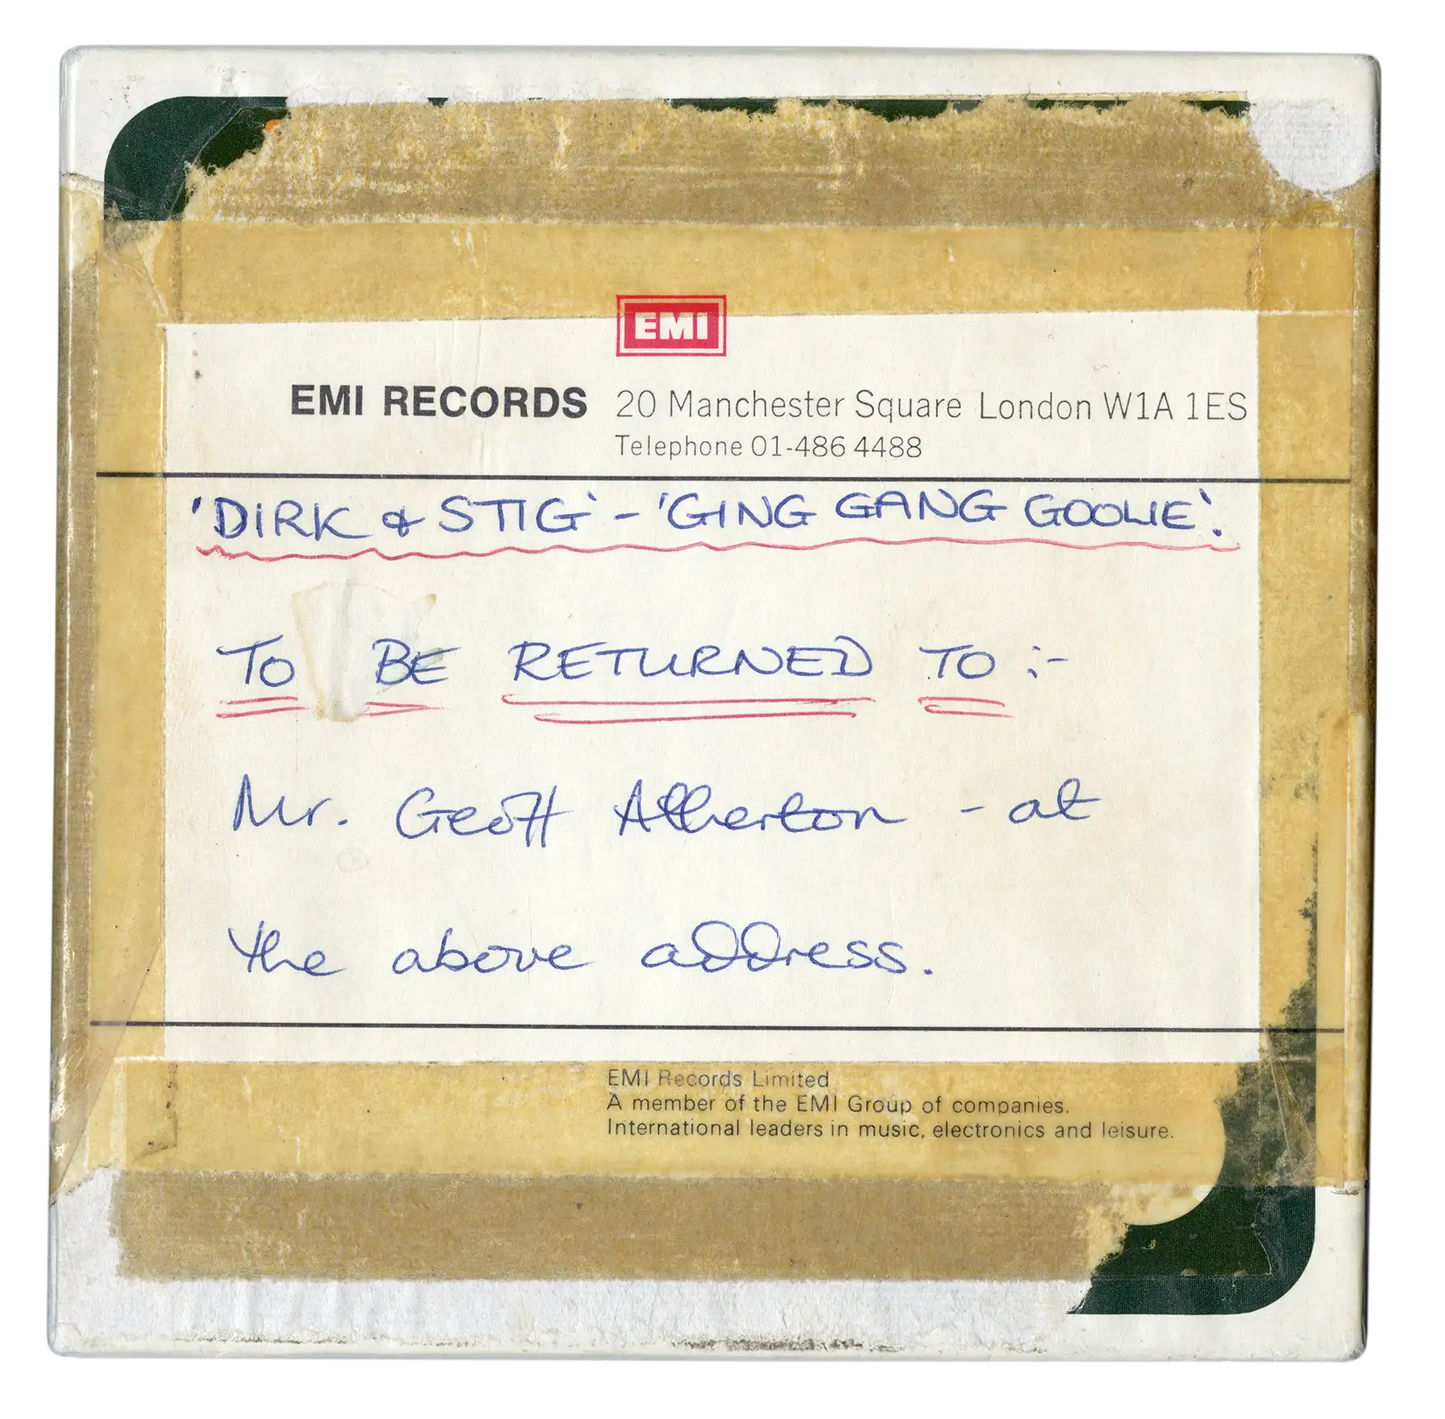 EMI
EMI RECORDS 20 Manchester Square London W1A 1ES
Telephone 01-486 4488
'DIRK & STIG' - 'GING GANG GOOLIE'.
TO BE RETURNED TO :-
Mr. Geoff Atherton - at
the above address.
EMI Records Limited
A member of the EMI Group of companies.
International leaders in music, electronics and leisure.